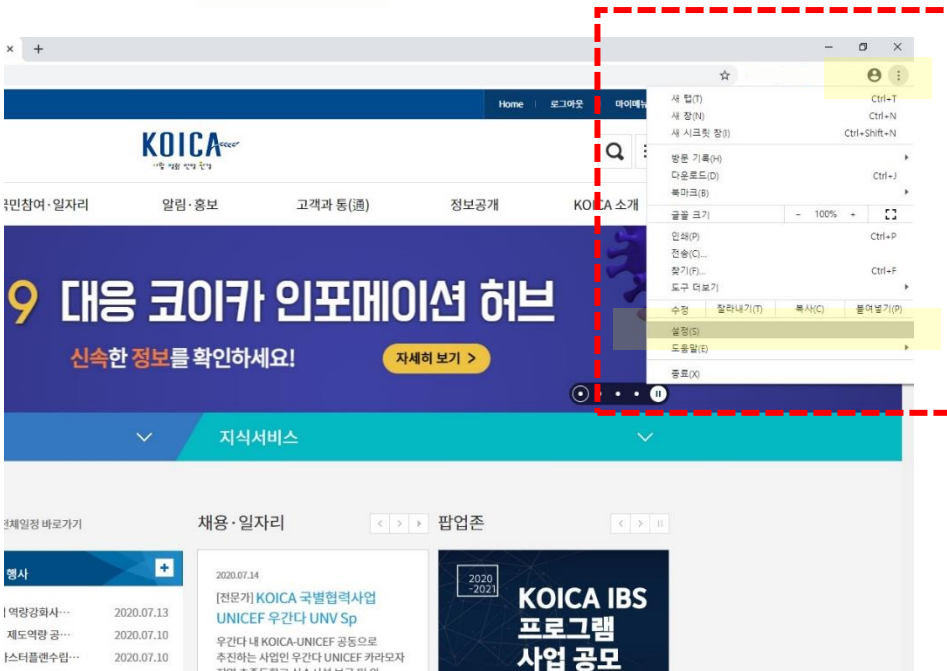 Home
로그아웃
마이메뉴
KOICA
국민참여·일자리
알림·홍보
고객과 통(通)
정보공개
KOICA 소개
9 대응 코이카 인포메이션 허브
신속한 정보를 확인하세요!
자세히 보기 >
지식서비스
새 탭(T) Ctrl+T
새 창(N) Ctrl+N
새 시크릿 창(I) Ctrl+Shift+N
방문 기록(H)
다운로드(D) Ctrl+J
북마크(B)
글꼴 크기 - 100% +
인쇄(P) Ctrl+P
전송(C)...
찾기(F)... Ctrl+F
도구 더보기
수정 잘라내기(T) 복사(C) 붙여넣기(P)
설정(S)
도움말(E)
종료(X)
전체일정 바로가기
행사
역량강화사… 2020.07.13
제도역량 공… 2020.07.10
마스터플랜수립… 2020.07.10
채용·일자리
2020.07.14
[전문가] KOICA 국별협력사업
UNICEF 우간다 UNV Sp
우간다 내 KOICA-UNICEF 공동으로
추진하는 사업인 우간다 UNICEF 카라모자
팝업존
2020
-2021
KOICA IBS
프로그램
사업 공모